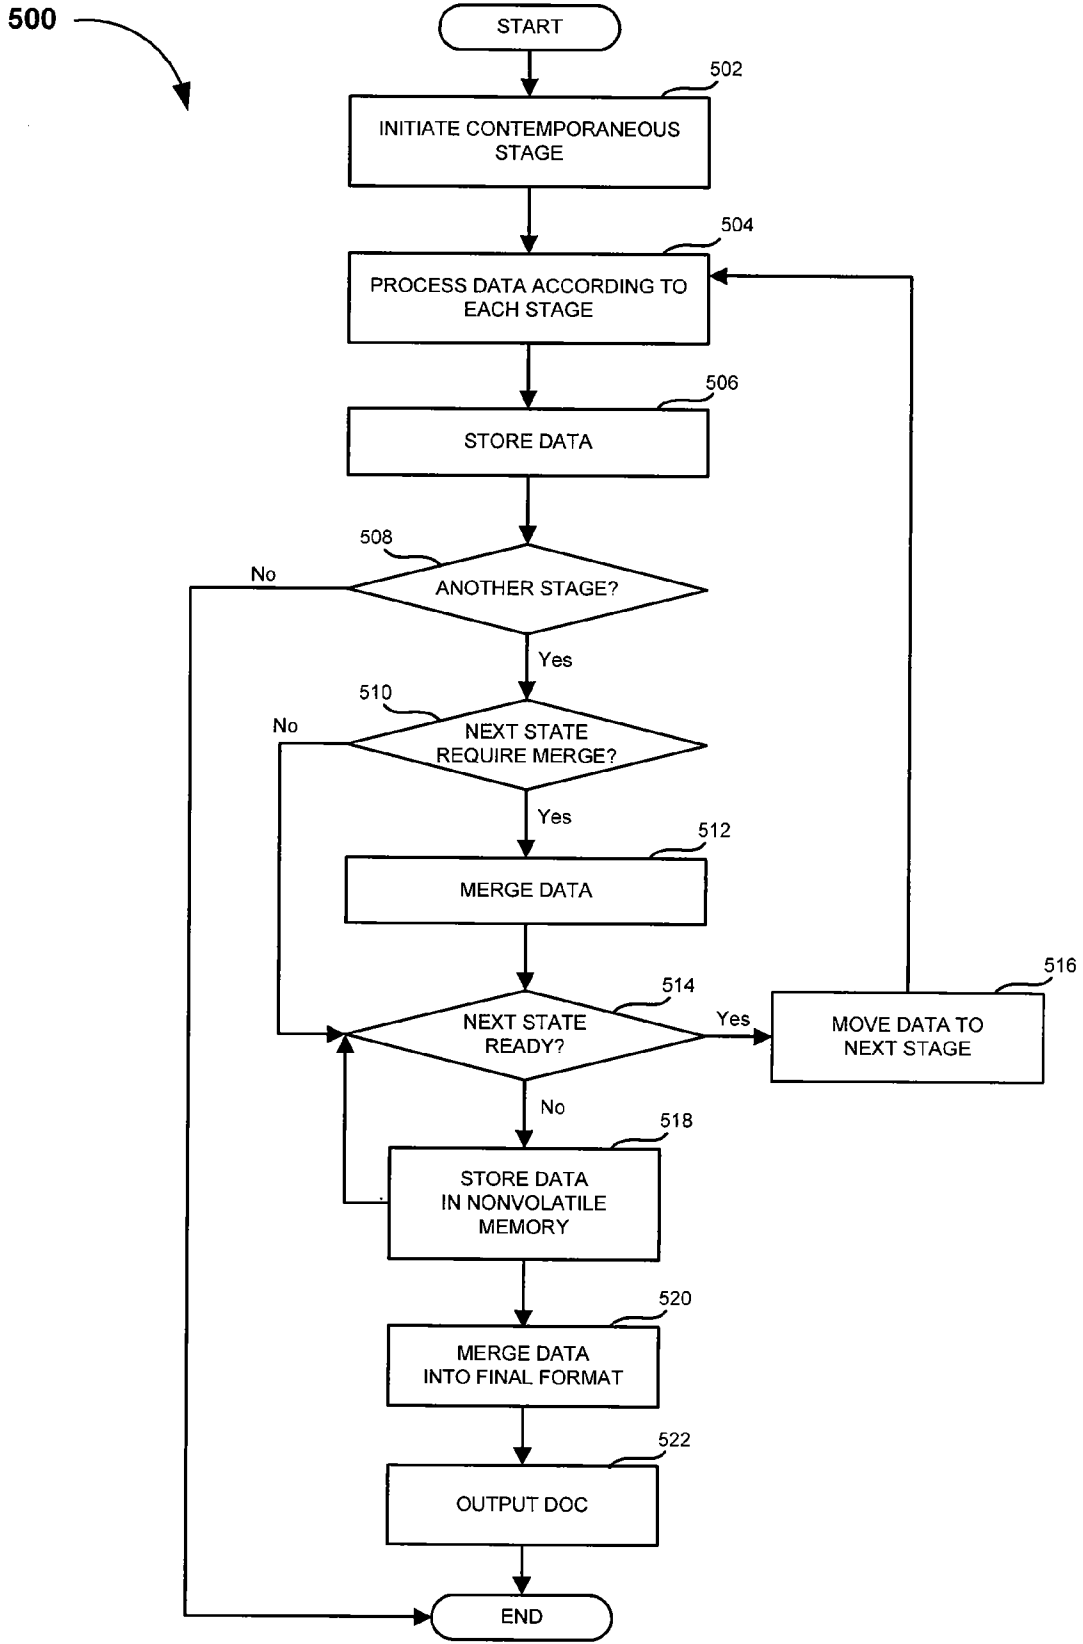 500
START
502
INITIATE CONTEMPORANEOUS
STAGE
504
PROCESS DATA ACCORDING TO
EACH STAGE
506
STORE DATA
508
ANOTHER STAGE?
No
Yes
510
NEXT STATE
REQUIRE MERGE?
No
Yes
512
MERGE DATA
514
NEXT STATE
READY?
Yes
516
MOVE DATA TO
NEXT STAGE
No
518
STORE DATA
IN NONVOLATILE
MEMORY
520
MERGE DATA
INTO FINAL FORMAT
522
OUTPUT DOC
END